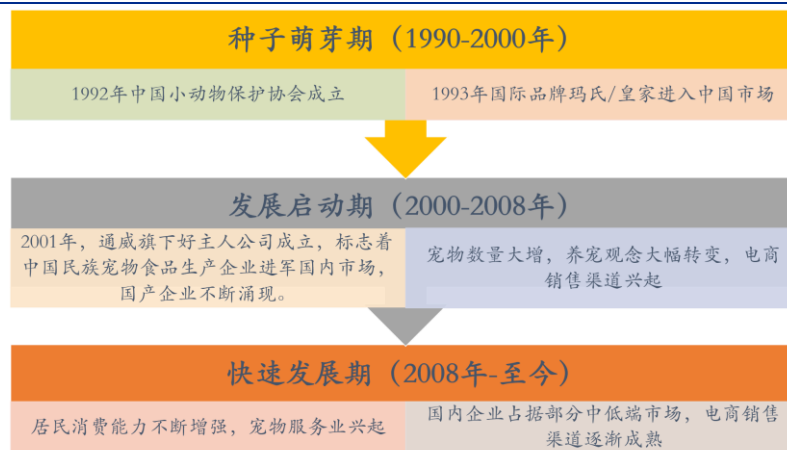 种子萌芽期（1990-2000年）
1992年中国小动物保护协会成立
1993年国际品牌玛氏/皇家进入中国市场
发展启动期（2000-2008年）
2001年，通威旗下好主人公司成立，标志着
中国民族宠物食品生产企业进军国内市场，
国产企业不断涌现。
宠物数量大增，养宠观念大幅转变，电商
销售渠道兴起
快速发展期（2008年-至今）
居民消费能力不断增强，宠物服务业兴起
国内企业占据部分中低端市场，电商销售
渠道逐渐成熟